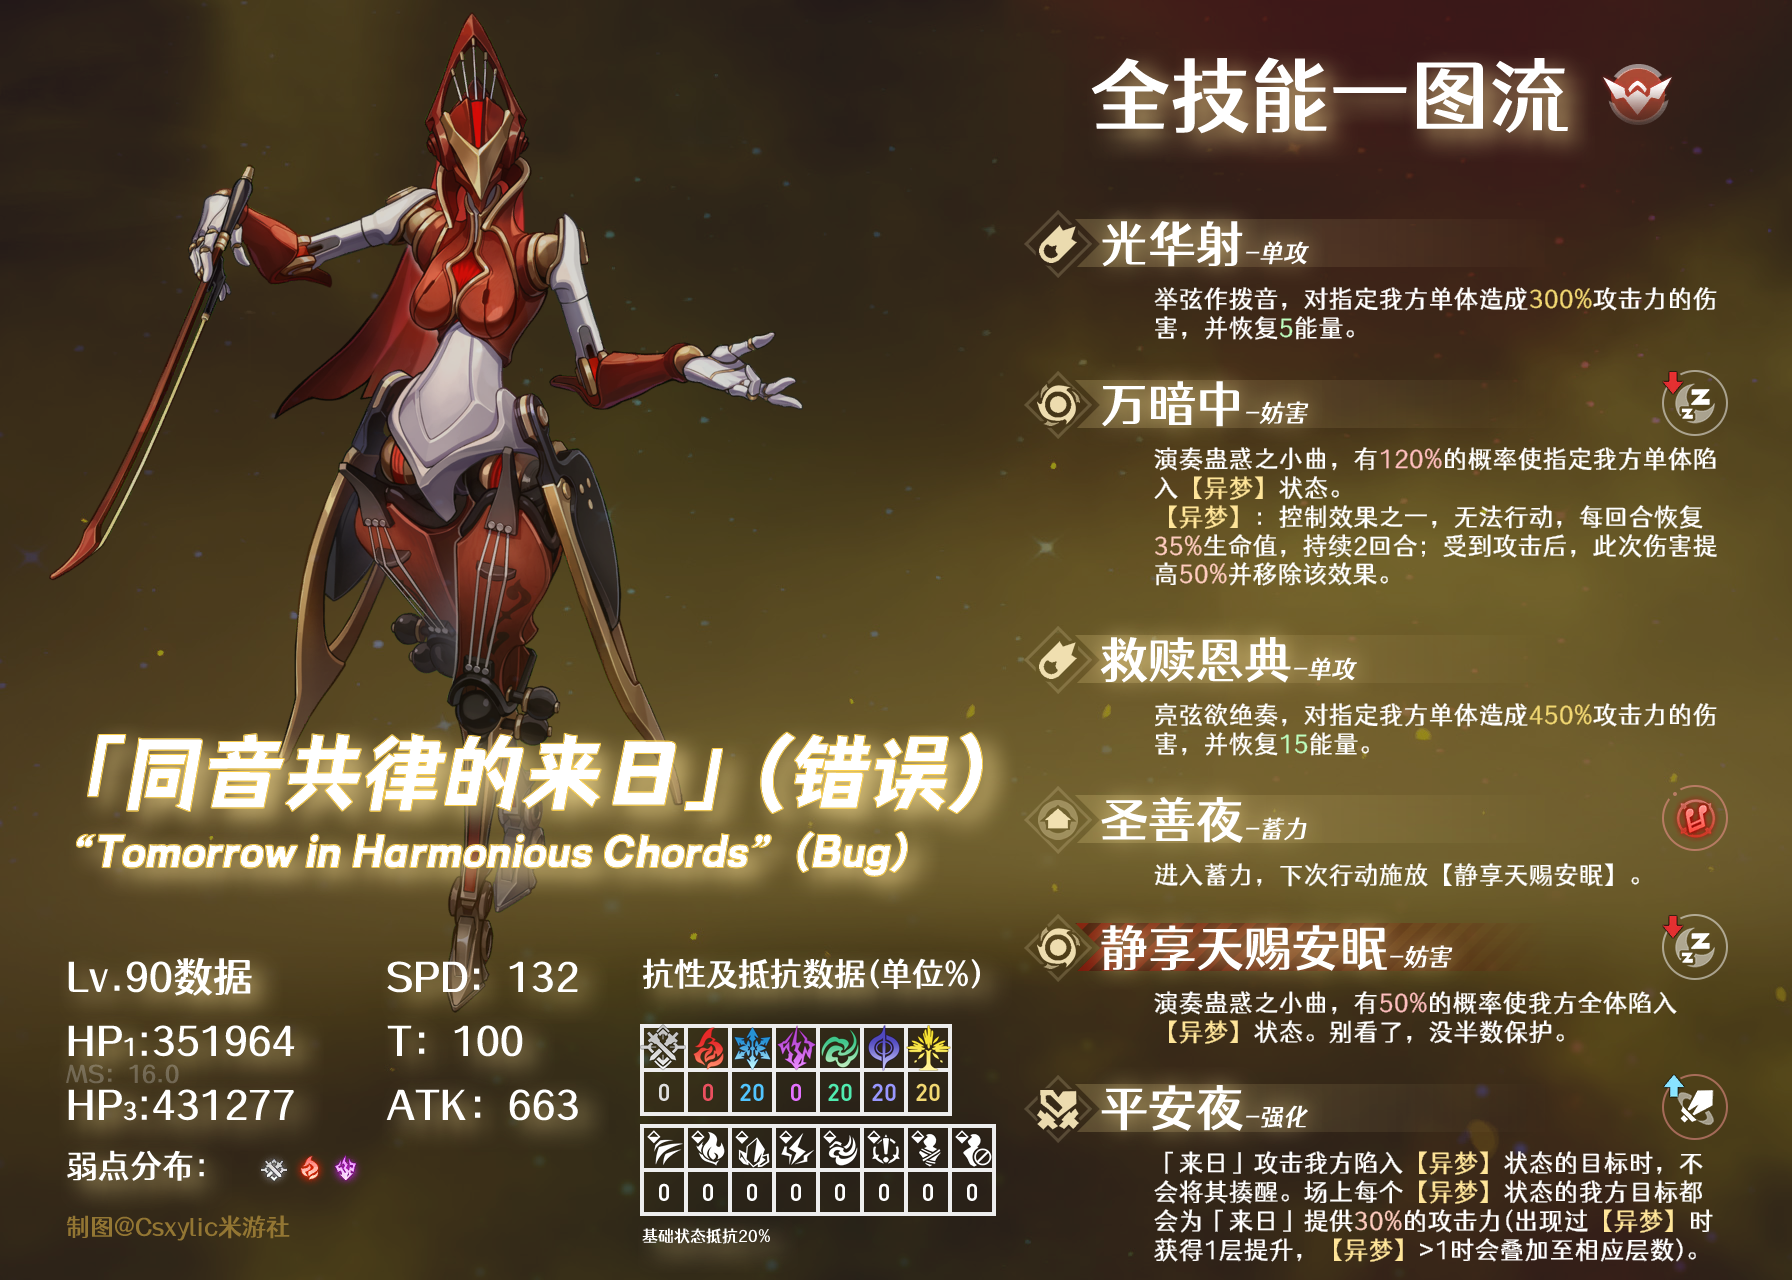 全技能一图流
光华射-单攻
举弦作拨音，对指定我方单体造成300%攻击力的伤
害，并恢复5能量。
万暗中-妨害
演奏蛊惑之小曲，有120%的概率使指定我方单体陷
入【异梦】状态。
【异梦】：控制效果之一，无法行动，每回合恢复
35%生命值，持续2回合；受到攻击后，此次伤害提
高50%并移除该效果。
救赎恩典-单攻
亮弦欲绝奏，对指定我方单体造成450%攻击力的伤
害，并恢复15能量。
圣善夜-蓄力
进入蓄力，下次行动施放【静享天赐安眠】。
静享天赐安眠-妨害
演奏蛊惑之小曲，有50%的概率使我方全体陷入
【异梦】状态。别看了，没半数保护。
平安夜-强化
「来日」攻击我方陷入【异梦】状态的目标时，不
会将其揍醒。场上每个【异梦】状态的我方目标都
会为「来日」提供30%的攻击力(出现过【异梦】时
获得1层提升，【异梦】>1时会叠加至相应层数)。
「同音共律的来日」（错误）
“Tomorrow in Harmonious Chords”（Bug）
Lv.90数据
SPD：132
HP1:351964
T：100
MS：16.0
HP3:431277
ATK：663
弱点分布：
制图@Csxylic米游社
抗性及抵抗数据(单位%)
0 0 20 0 20 20 20
0 0 0 0 0 0 0 0
基础状态抵抗20%